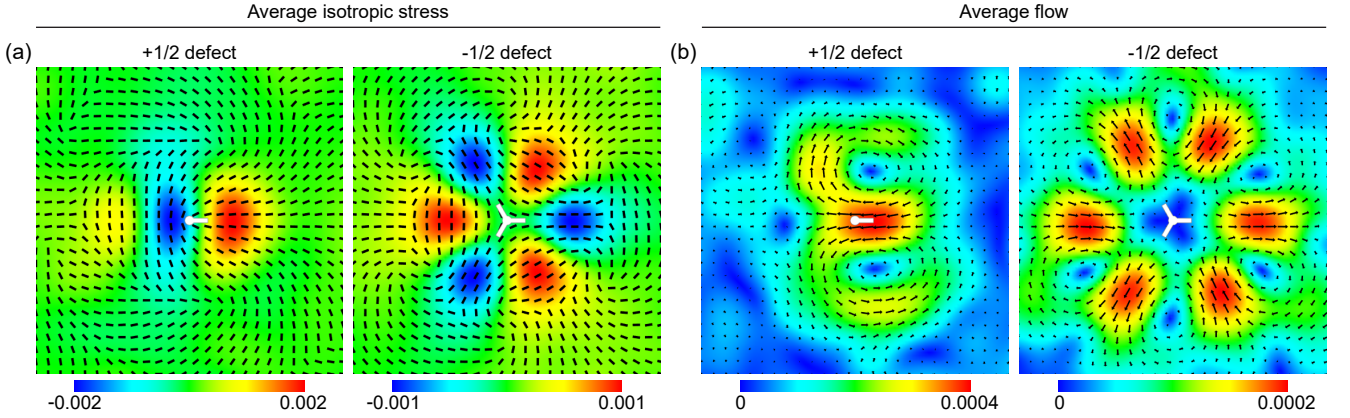 Average isotropic stress
Average flow
(a)
+1/2 defect
-1/2 defect
(b)
+1/2 defect
-1/2 defect
-0.002
0.002
-0.001
0.001
0
0.0004
0
0.0002